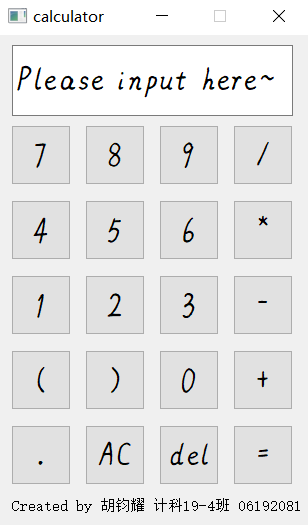 calculator
Please input here~
7 8 9 /
4 5 6 *
1 2 3 -
( ) 0 +
. AC del =
Created by 胡钧耀 计科19-4班 06192081